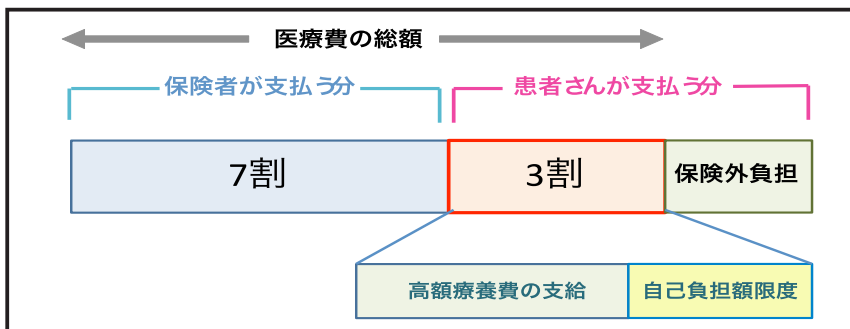 医療費の総額
保険者が支払う分
患者さんが支払う分
7割
3割
保険外負担
高額療養費の支給
自己負担額限度